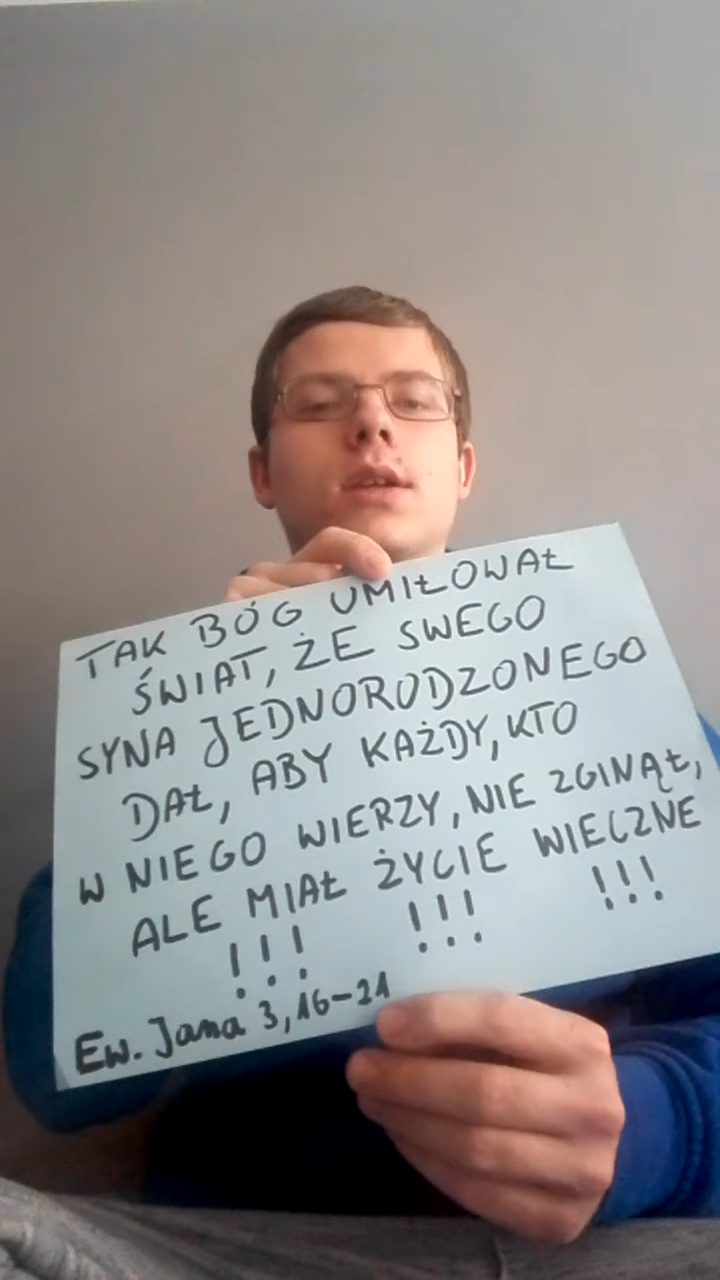 TAK BÓG UMIŁOWAŁ
ŚWIAT, ŻE SWEGO
SYNA JEDNORODZONEGO
DAŁ, ABY KAŻDY, KTO
W NIEGO WIERZY, NIE ZGINĄŁ,
ALE MIAŁ ŻYCIE WIECZNE
!!! !!! !!!
Ew. Jana 3,16-21